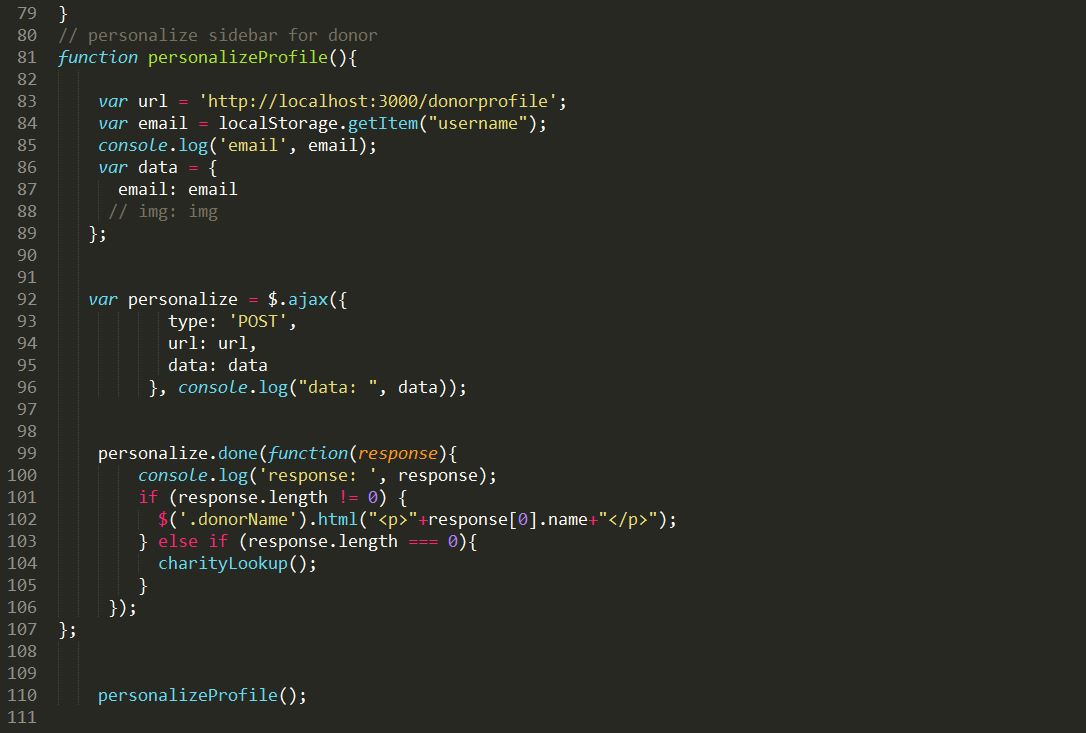 79 }
80 // personalize sidebar for donor
81 function personalizeProfile(){
82
83 var url = 'http://localhost:3000/donorprofile';
84 var email = localStorage.getItem("username");
85 console.log('email', email);
86 var data = {
87 email: email
88 // img: img
89 };
90
91
92 var personalize = $.ajax({
93 type: 'POST',
94 url: url,
95 data: data
96 }, console.log("data: ", data));
97
98
99 personalize.done(function(response){
100 console.log('response: ', response);
101 if (response.length != 0) {
102 $('.donorName').html("<p>"+response[0].name+"</p>");
103 } else if (response.length === 0){
104 charityLookup();
105 }
106 });
107 };
108
109
110 personalizeProfile();
111